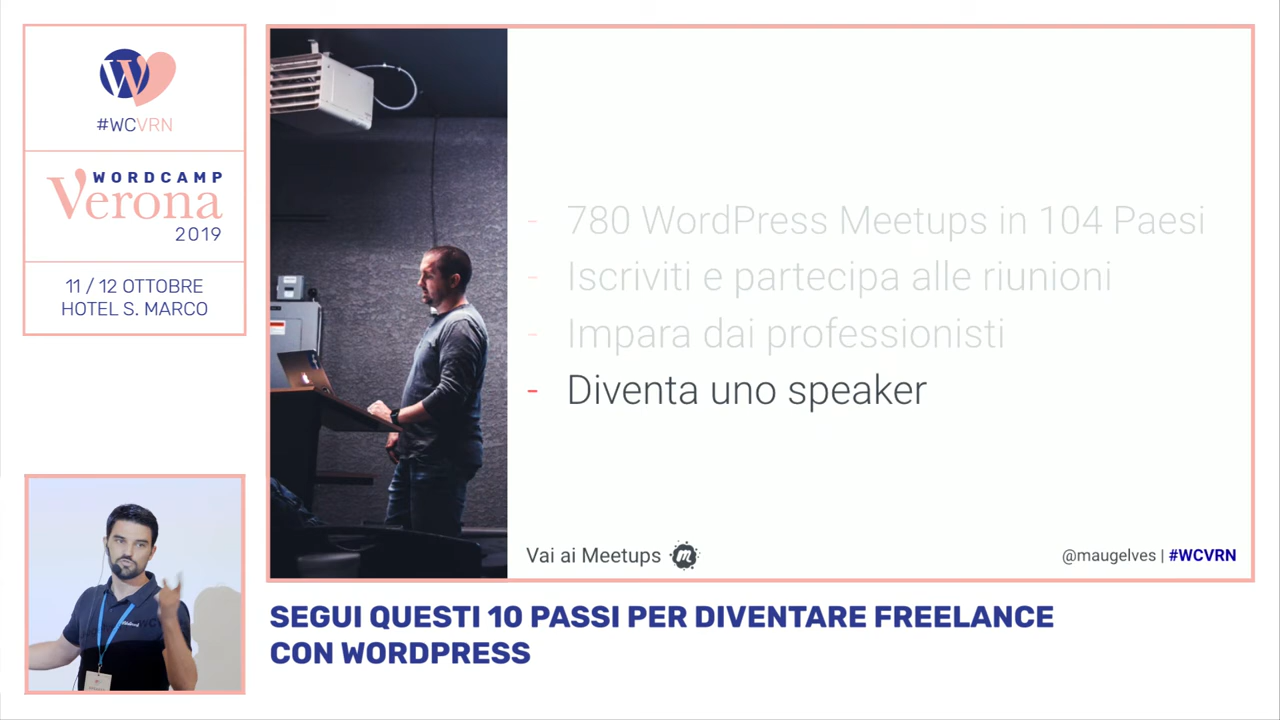 #WCVRN
WORDCAMP
Verona
2019
11 / 12 OTTOBRE
HOTEL S. MARCO
- 780 WordPress Meetups in 104 Paesi
- Iscriviti e partecipa alle iunioni
- Impara dai professionisti
- Diventa uno speaker
Vai ai Meetups
@maugelves | #WCVRN
SEGUI QUESTI 10 PASSI PER DIVENTARE FREELANCE
CON WORDPRESS